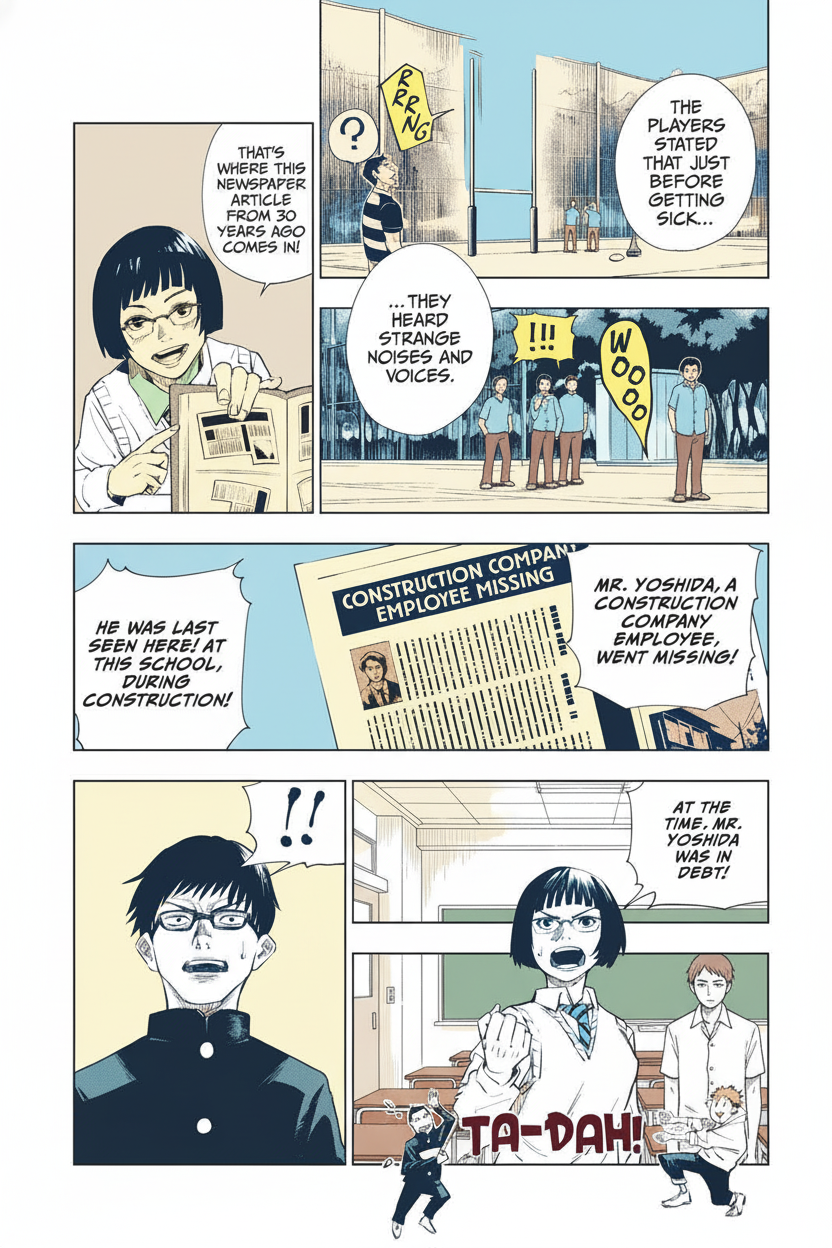 THE
PLAYERS
STATED
THAT JUST
BEFORE
GETTING
SICK...
RRRNG
?
...THEY
HEARD
STRANGE
NOISES AND
VOICES.
!!!
WOOOO
THAT'S
WHERE THIS
NEWSPAPER
ARTICLE
FROM 30
YEARS AGO
COMES IN!
MR. YOSHIDA, A
CONSTRUCTION
COMPANY
EMPLOYEE,
WENT MISSING!
CONSTRUCTION COMPANY
EMPLOYEE MISSING
HE WAS LAST
SEEN HERE! AT
THIS SCHOOL,
DURING
CONSTRUCTION!
AT THE
TIME, MR.
YOSHIDA
WAS IN
DEBT!
TA-DAH!
!!